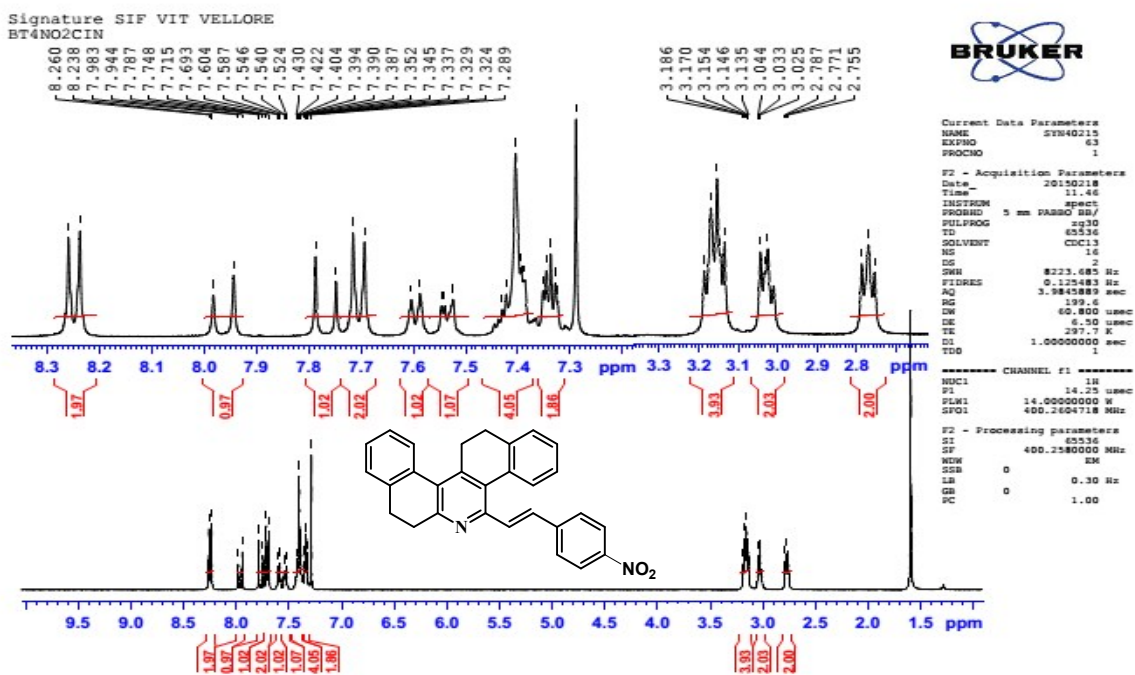 Signature SIF VIT VELLORE
BT4NO2CIN
8.260
8.238
7.983
7.944
7.787
7.748
7.715
7.693
7.604
7.587
7.546
7.540
7.524
7.430
7.422
7.404
7.394
7.390
7.387
7.352
7.345
7.337
7.329
7.324
7.289
3.186
3.170
3.154
3.146
3.135
3.044
3.033
3.025
2.787
2.771
2.755
BRUKER
Current Data Parameters
NAME SYN40215
EXPNO 63
PROCNO 1
F2 - Acquisition Parameters
Date_ 20150218
Time 11.46
INSTRUM spect
PROBHD 5 mm PABBO BB/
PULPROG zg30
TD 65536
SOLVENT CDCl3
NS 16
DS 2
SWH 8223.685 Hz
FIDRES 0.125483 Hz
AQ 3.9845889 sec
RG 199.6
DW 60.800 usec
DE 6.50 usec
TE 297.7 K
D1 1.00000000 sec
TD0 1
======== CHANNEL f1 ========
NUC1 1H
P1 14.25 usec
PLW1 14.00000000 W
SFO1 400.2604718 MHz
F2 - Processing parameters
SI 65536
SF 400.2580000 MHz
WDW EM
SSB 0
LB 0.30 Hz
GB 0
PC 1.00
8.3 8.2 8.1 8.0 7.9 7.8 7.7 7.6 7.5 7.4 7.3 ppm
3.3 3.2 3.1 3.0 2.9 2.8 ppm
1.97 0.97 1.02 2.02 1.02 1.07 4.05 1.86
3.93 2.03 2.00
N
NO2
9.5 9.0 8.5 8.0 7.5 7.0 6.5 6.0 5.5 5.0 4.5 4.0 3.5 3.0 2.5 2.0 1.5 ppm
1.97 0.97 1.02 2.02 1.02 1.07 4.05 1.86
3.93 2.03 2.00